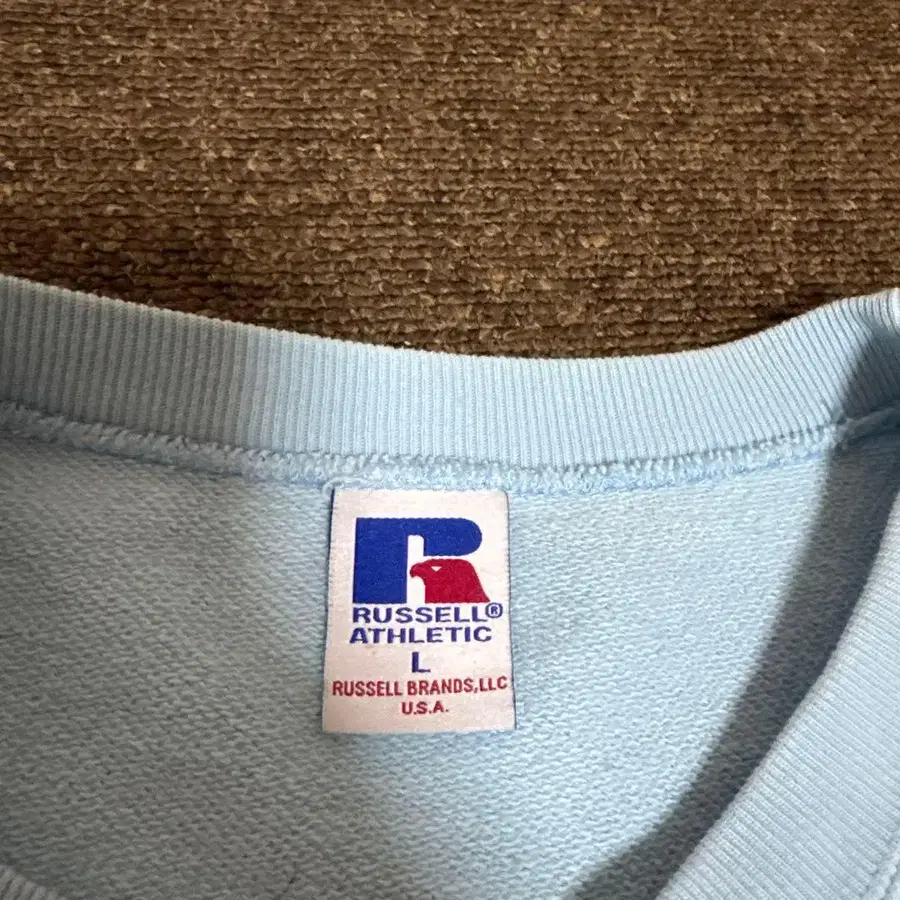 RUSSELL®
ATHLETIC
L
RUSSELL BRANDS,LLC
U.S.A.